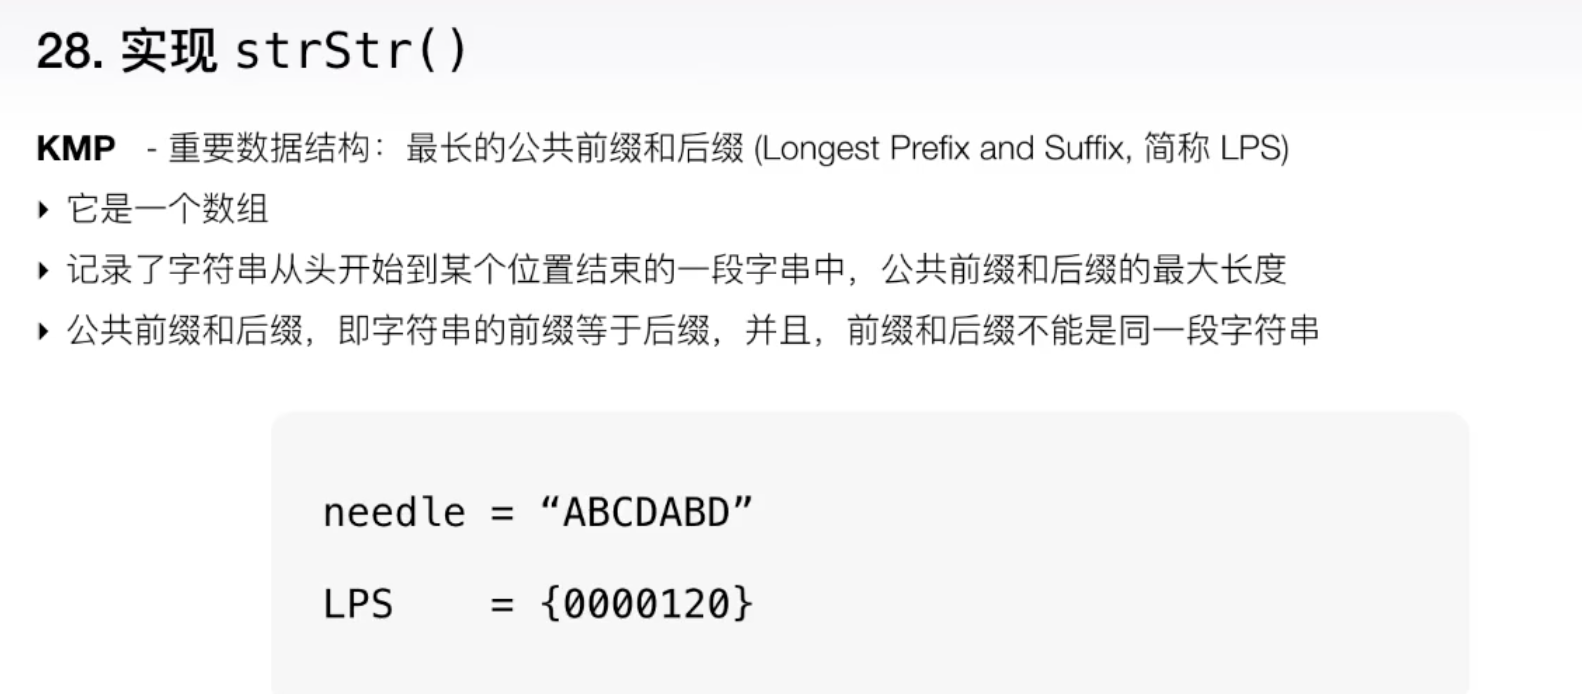 28. 实现 strStr()
KMP - 重要数据结构：最长的公共前缀和后缀 (Longest Prefix and Suffix, 简称 LPS)
‣ 它是一个数组
‣ 记录了字符串从头开始到某个位置结束的一段字串中，公共前缀和后缀的最大长度
‣ 公共前缀和后缀，即字符串的前缀等于后缀，并且，前缀和后缀不能是同一段字符串
needle = “ABCDABD”
LPS = {0000120}